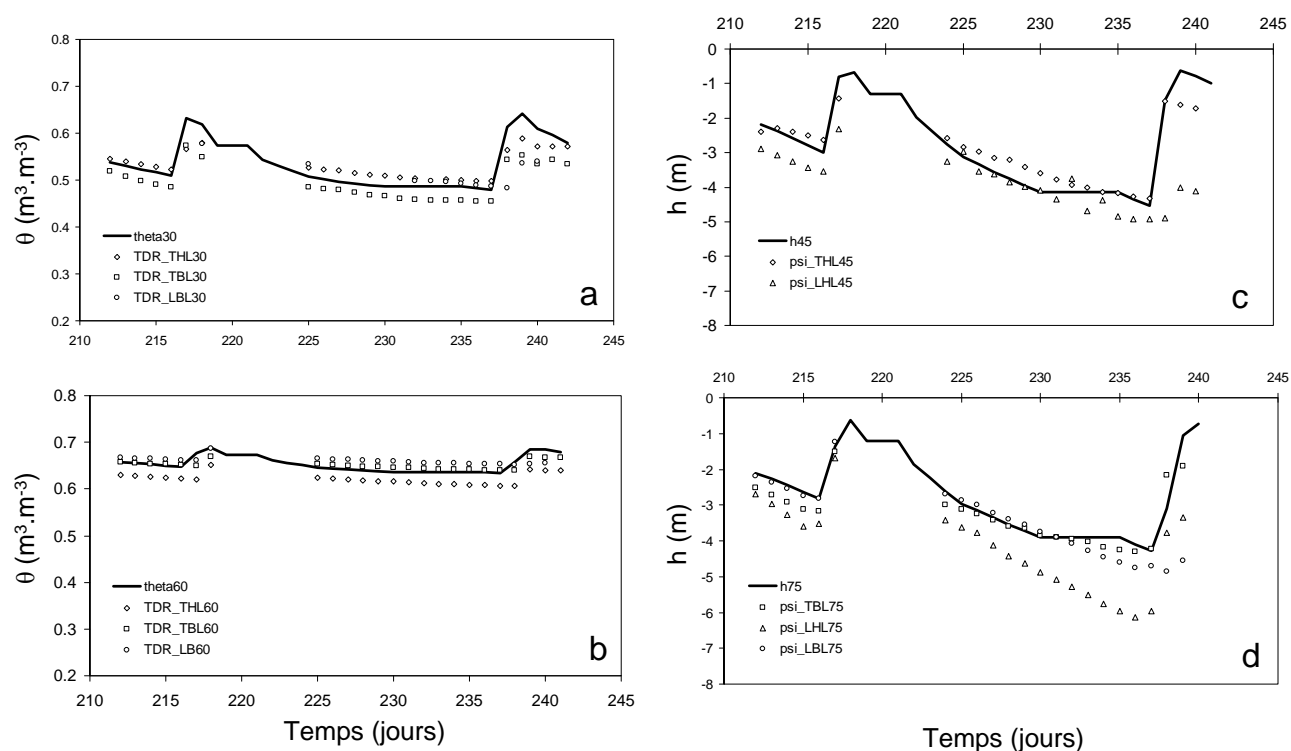 0.8
0.7
0.6
0.5
0.4
0.3
0.2
θ (m³.m⁻³)
theta30
TDR_THL30
TDR_TBL30
TDR_LBL30
a
210 215 220 225 230 235 240 245
0.8
0.7
0.6
0.5
0.4
0.3
0.2
θ (m³.m⁻³)
theta60
TDR_THL60
TDR_TBL60
TDR_LB60
b
210 215 220 225 230 235 240 245
Temps (jours)
210 215 220 225 230 235 240 245
0
-1
-2
-3
-4
-5
-6
-7
-8
h (m)
h45
psi_THL45
psi_LHL45
c
210 215 220 225 230 235 240 245
0
-1
-2
-3
-4
-5
-6
-7
-8
h (m)
h75
psi_TBL75
psi_LHL75
psi_LBL75
d
Temps (jours)